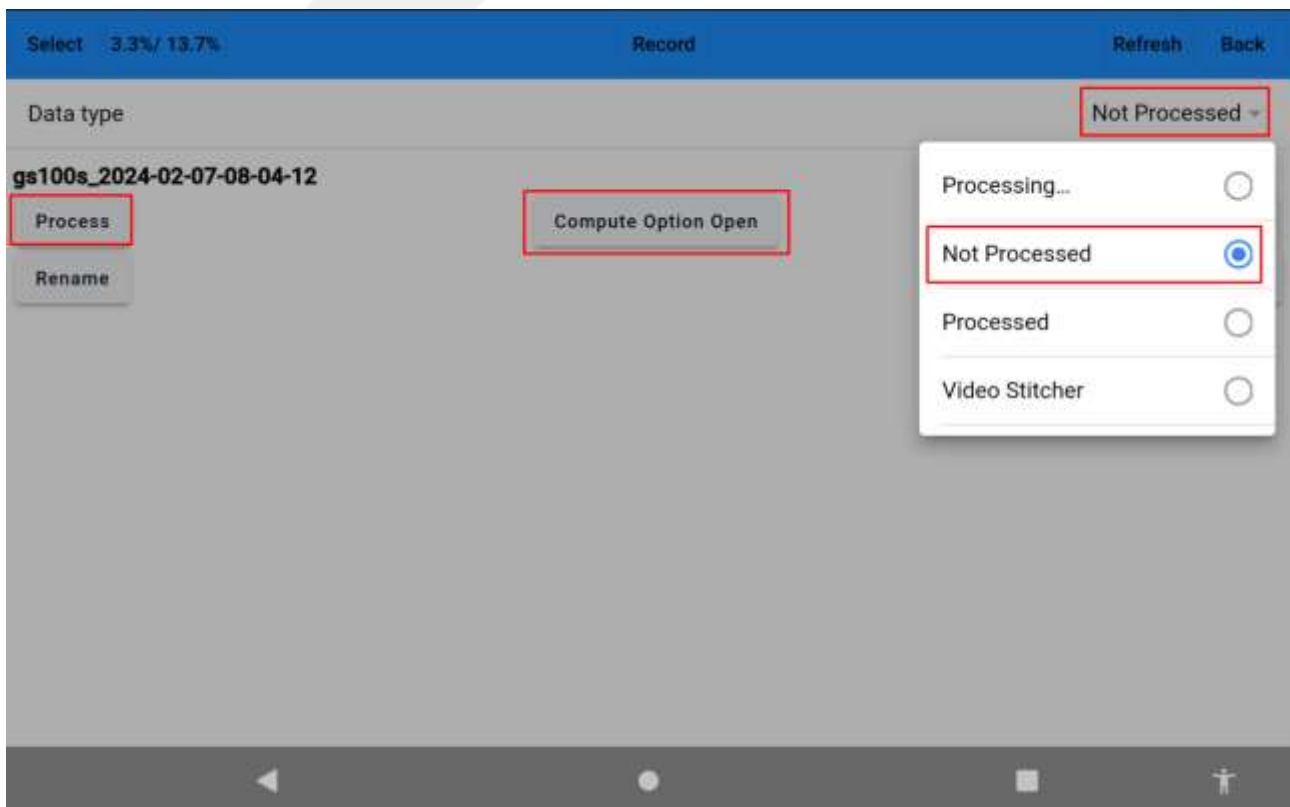 Select 3.3%/ 13.7% Record Refresh Back
Data type Not Processed
gs100s_2024-02-07-08-04-12
Process Compute Option Open
Rename
Processing...
Not Processed
Processed
Video Stitcher